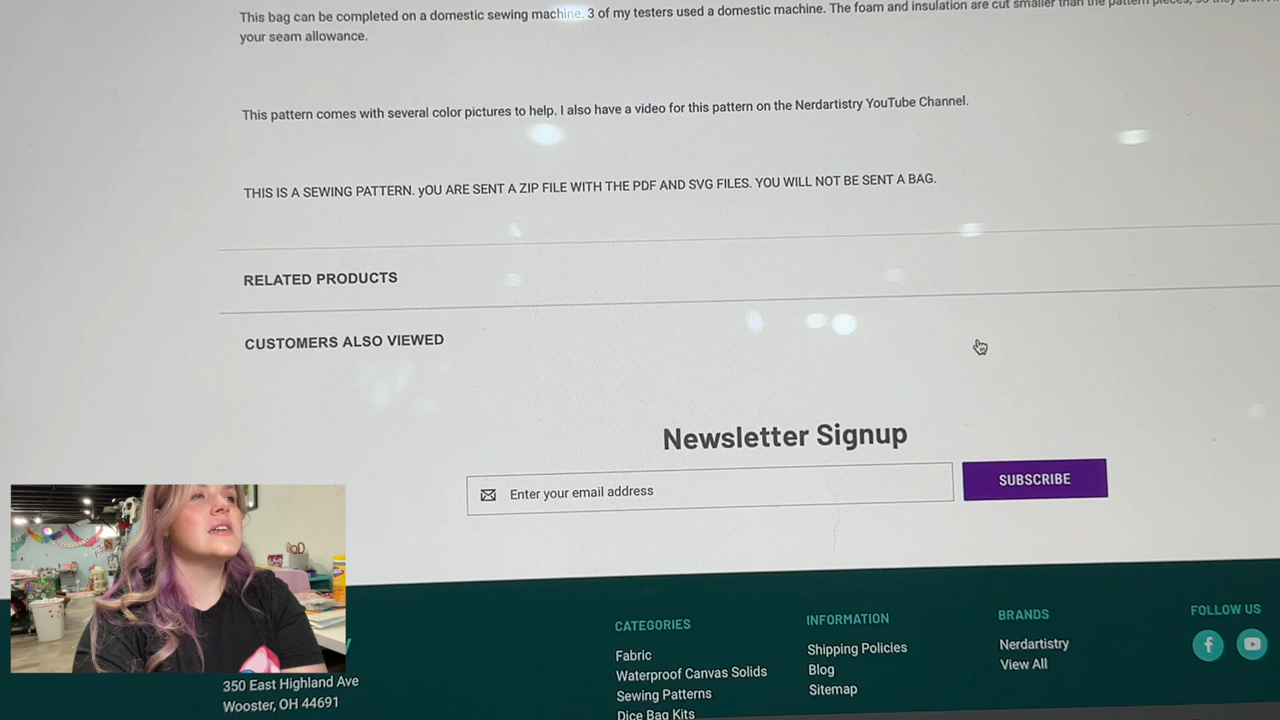 This bag can be completed on a domestic sewing machine. 3 of my testers used a domestic machine. The foam and insulation are cut smaller than the pattern pieces, so they
your seam allowance.
This pattern comes with several color pictures to help. I also have a video for this pattern on the Nerdartistry YouTube Channel.
THIS IS A SEWING PATTERN. yOU ARE SENT A ZIP FILE WITH THE PDF AND SVG FILES. YOU WILL NOT BE SENT A BAG.
RELATED PRODUCTS
CUSTOMERS ALSO VIEWED
Newsletter Signup
Enter your email address
SUBSCRIBE
350 East Highland Ave
Wooster, OH 44691
CATEGORIES
Fabric
Waterproof Canvas Solids
Sewing Patterns
Dice Bag Kits
INFORMATION
Shipping Policies
Blog
Sitemap
BRANDS
Nerdartistry
View All
FOLLOW US